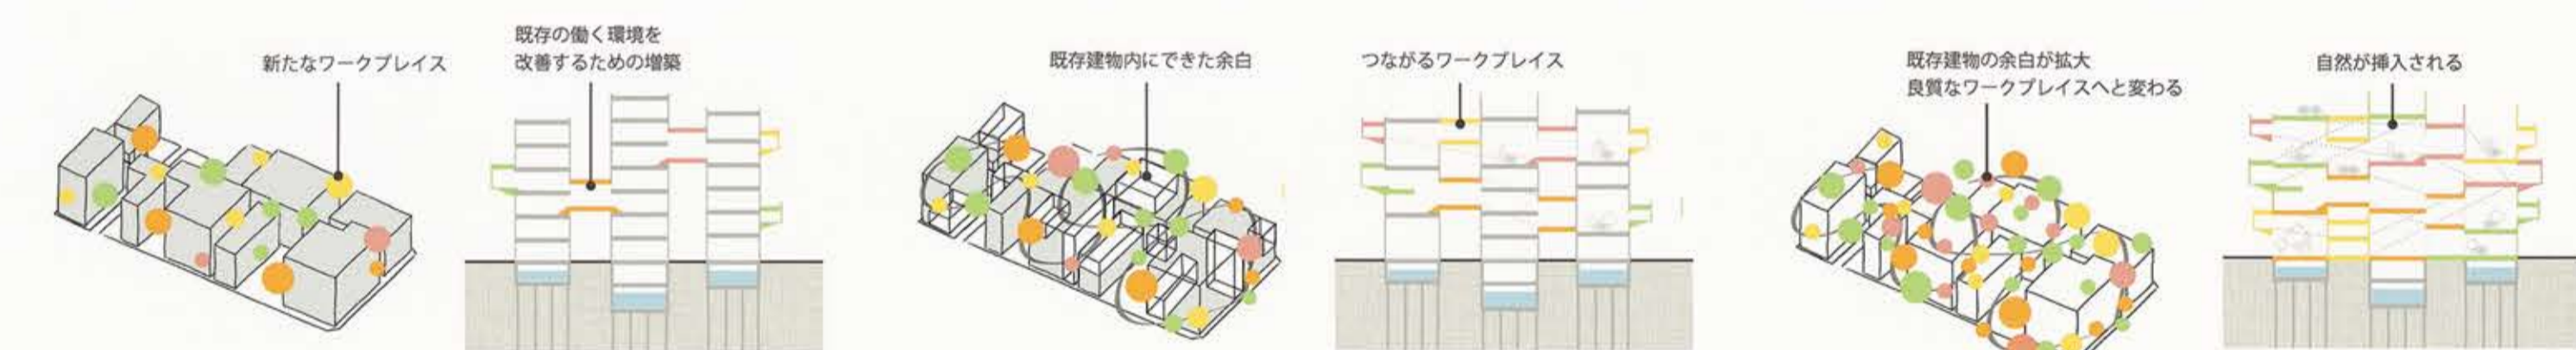 新たなワークプレイス
既存の働く環境を
改善するための増築
既存建物内にできた余白
つながるワークプレイス
既存建物の余白が拡大
良質なワークプレイスへと変わる
自然が挿入される